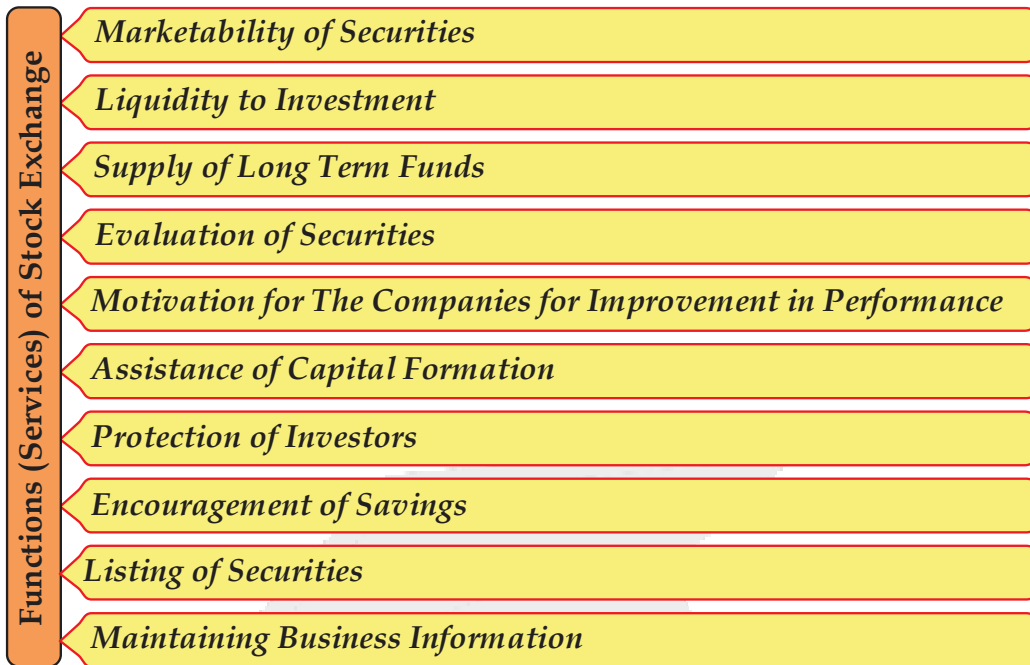 Functions (Services) of Stock Exchange
Marketability of Securities
Liquidity to Investment
Supply of Long Term Funds
Evaluation of Securities
Motivation for The Companies for Improvement in Performance
Assistance of Capital Formation
Protection of Investors
Encouragement of Savings
Listing of Securities
Maintaining Business Information